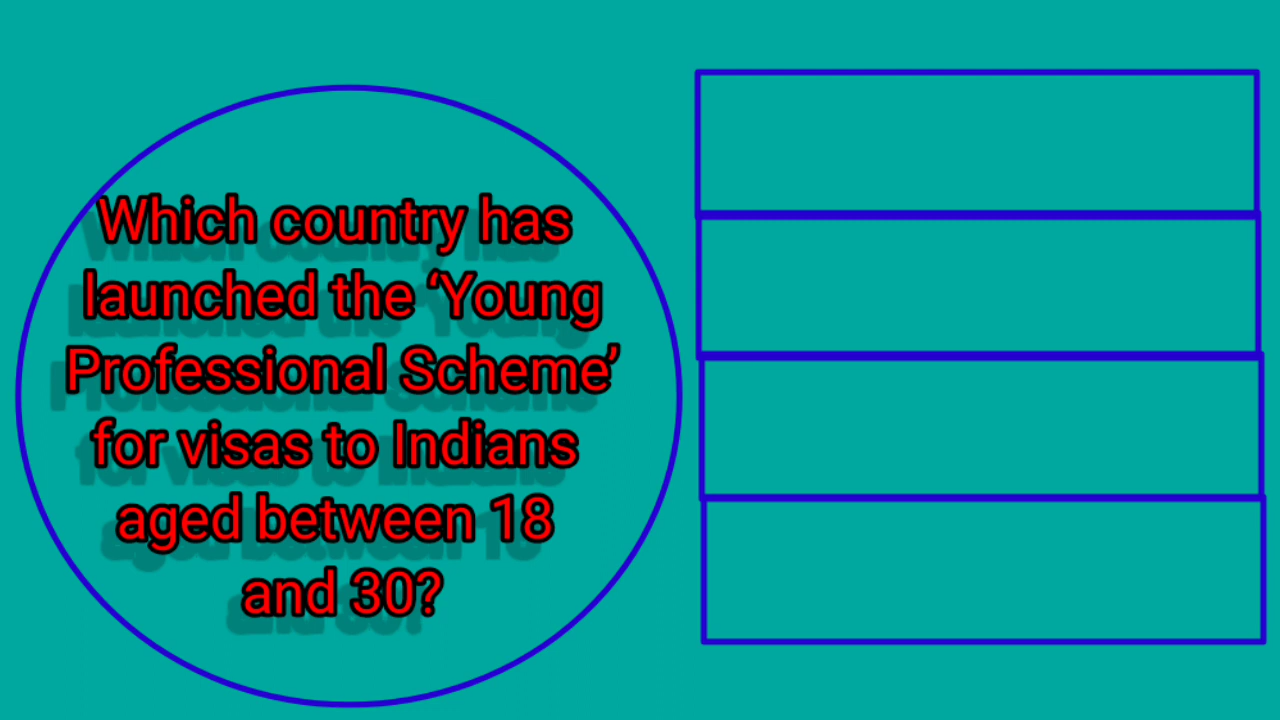 Which country has
launched the ‘Young
Professional Scheme’
for visas to Indians
aged between 18
and 30?